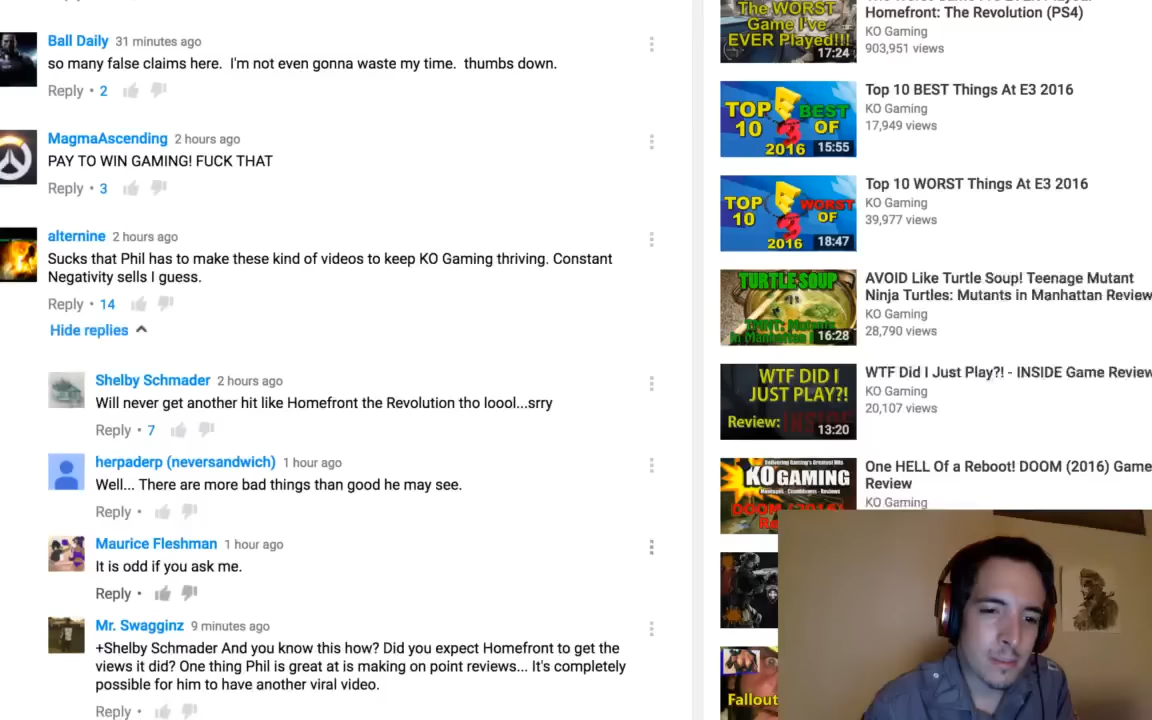 Ball Daily 31 minutes ago
so many false claims here.  I'm not even gonna waste my time.  thumbs down.
Reply • 2
MagmaAscending 2 hours ago
PAY TO WIN GAMING! FUCK THAT
Reply • 3
alternine 2 hours ago
Sucks that Phil has to make these kind of videos to keep KO Gaming thriving. Constant
Negativity sells I guess.
Reply • 14
Hide replies
Shelby Schmader 2 hours ago
Will never get another hit like Homefront the Revolution tho loool...srry
Reply • 7
herpaderp (neversandwich) 1 hour ago
Well... There are more bad things than good he may see.
Reply •
Maurice Fleshman 1 hour ago
It is odd if you ask me.
Reply •
Mr. Swagginz 9 minutes ago
+Shelby Schmader And you know this how? Did you expect Homefront to get the
views it did? One thing Phil is great at is making on point reviews... It's completely
possible for him to have another viral video.
Reply •
The WORST
Game I've
EVER Played!!!
17:24
Homefront: The Revolution (PS4)
KO Gaming
903,951 views
TOP
10
BEST
OF
2016
15:55
Top 10 BEST Things At E3 2016
KO Gaming
17,949 views
TOP
10
WORST
OF
2016
18:47
Top 10 WORST Things At E3 2016
KO Gaming
39,977 views
TURTLE SOUP
TMNT: Mutants
in Manhattan
16:28
AVOID Like Turtle Soup! Teenage Mutant
Ninja Turtles: Mutants in Manhattan Review
KO Gaming
28,790 views
WTF DID I
JUST PLAY?!
Review: INSIDE
13:20
WTF Did I Just Play?! - INSIDE Game Review
KO Gaming
20,107 views
KO GAMING
DOOM (2016)
One HELL Of a Reboot! DOOM (2016) Game
Review
KO Gaming
Fallout